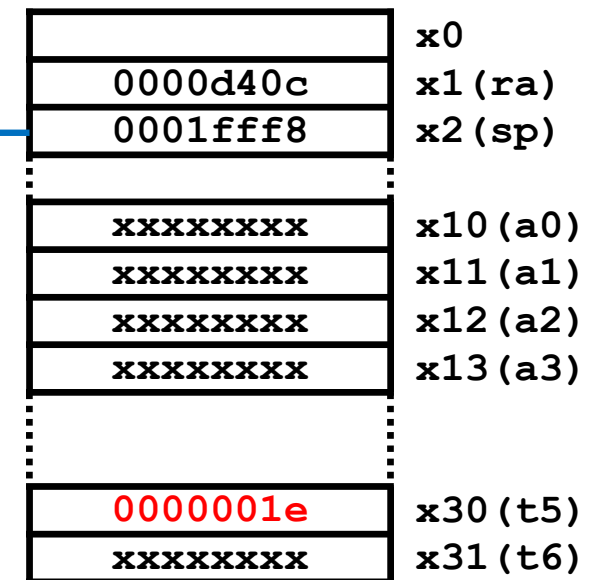 x0
0000d40c x1(ra)
0001fff8 x2(sp)
xxxxxxxx x10(a0)
xxxxxxxx x11(a1)
xxxxxxxx x12(a2)
xxxxxxxx x13(a3)
0000001e x30(t5)
xxxxxxxx x31(t6)